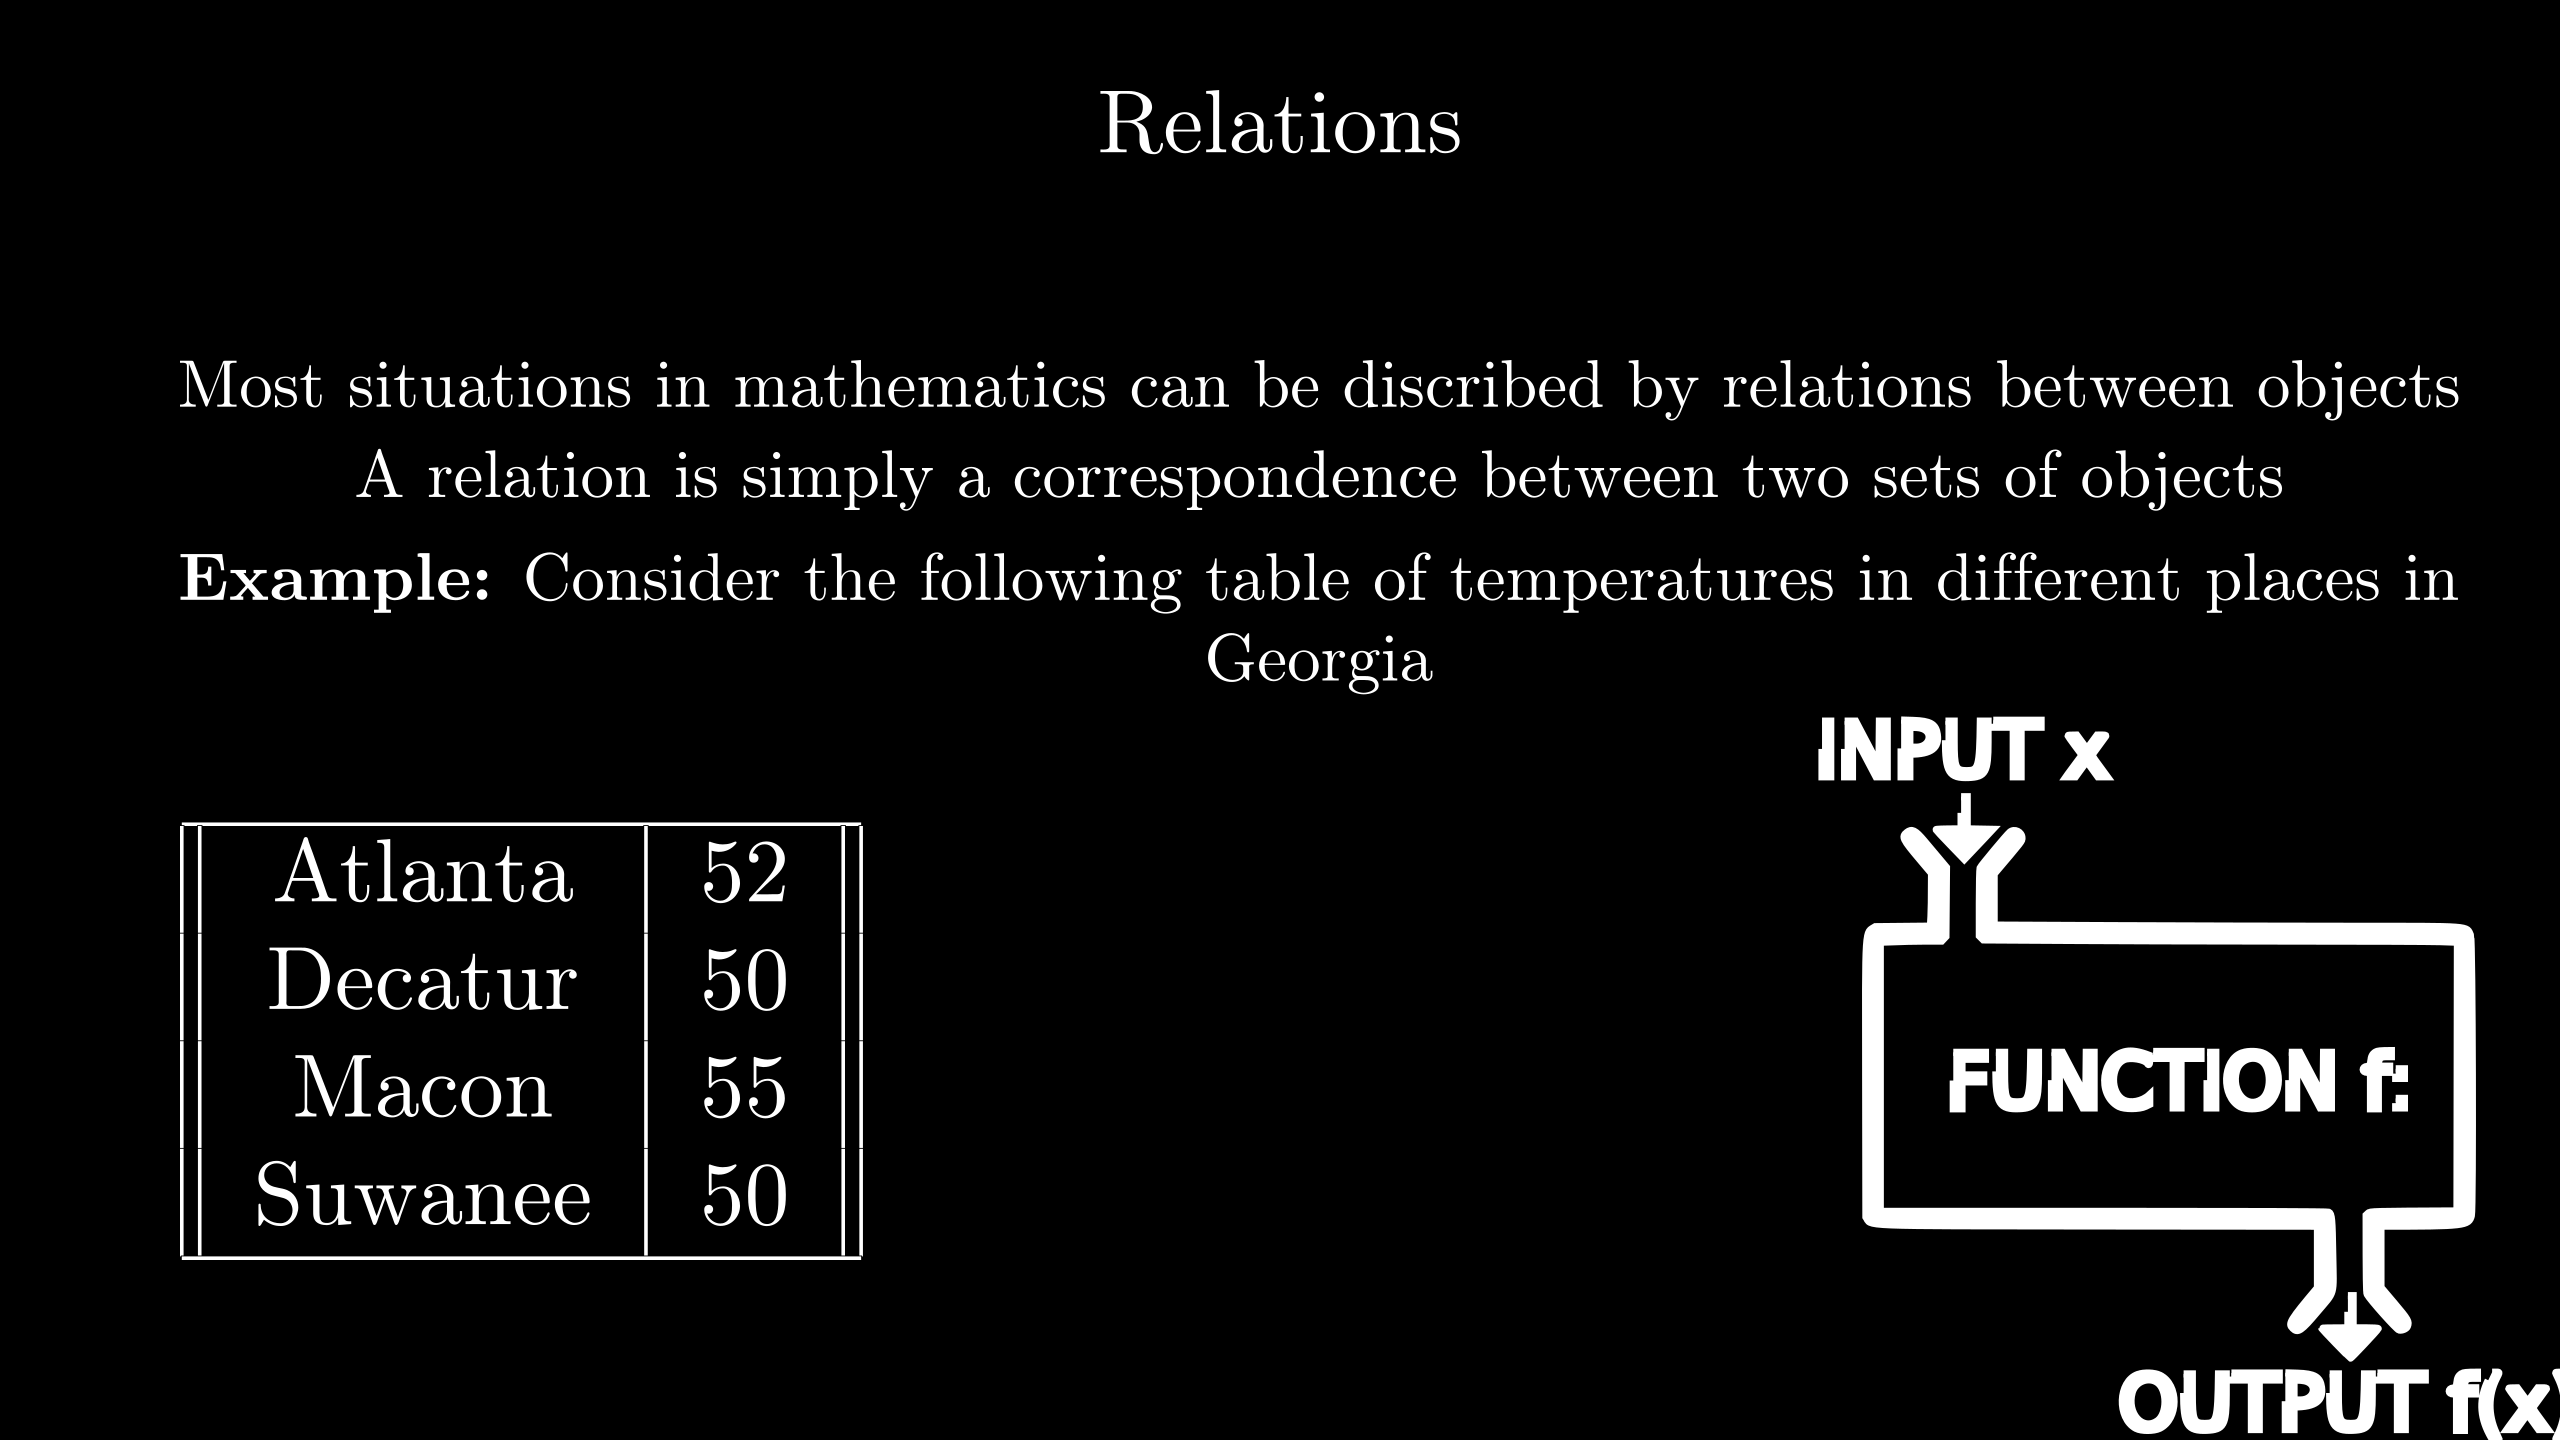 Relations
Most situations in mathematics can be discribed by relations between objects
A relation is simply a correspondence between two sets of objects
Example: Consider the following table of temperatures in different places in
Georgia
Atlanta 52
Decatur 50
Macon 55
Suwanee 50
INPUT x
FUNCTION f:
OUTPUT f(x)